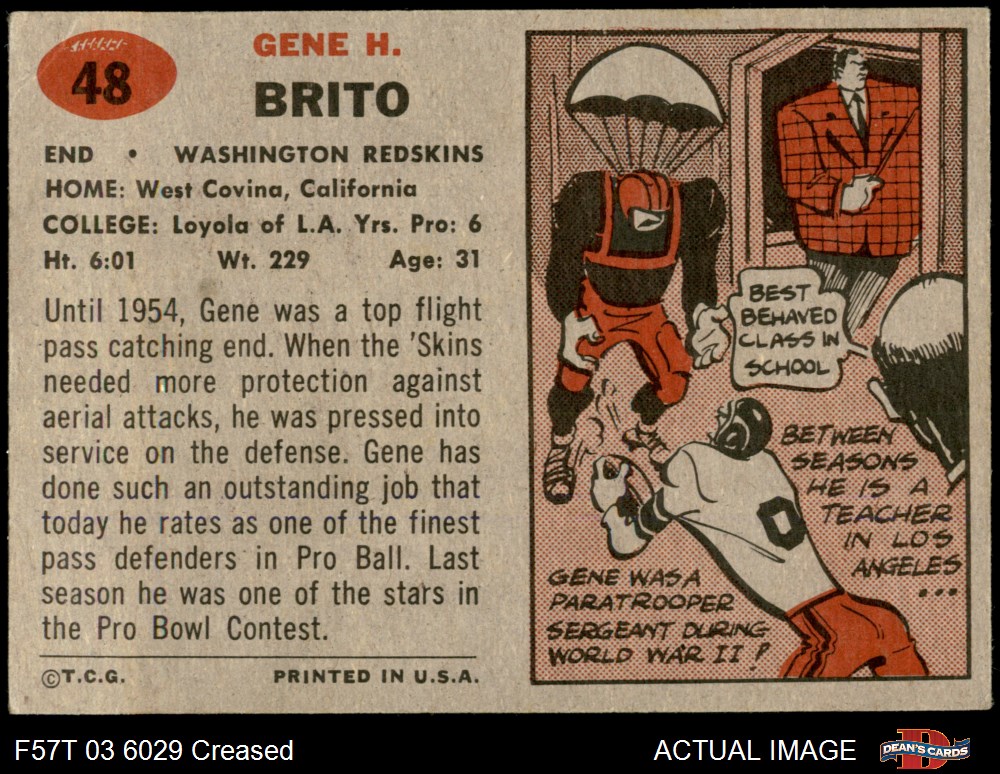 48
GENE H.
BRITO
END • WASHINGTON REDSKINS
HOME: West Covina, California
COLLEGE: Loyola of L.A. Yrs. Pro: 6
Ht. 6:01 Wt. 229 Age: 31
Until 1954, Gene was a top flight
pass catching end. When the 'Skins
needed more protection against
aerial attacks, he was pressed into
service on the defense. Gene has
done such an outstanding job that
today he rates as one of the finest
pass defenders in Pro Ball. Last
season he was one of the stars in
the Pro Bowl Contest.
©T.C.G. PRINTED IN U.S.A.
BEST
BEHAVED
CLASS IN
SCHOOL
BETWEEN
SEASONS
HE IS A
TEACHER
IN LOS
ANGELES
...
0
GENE WAS A
PARATROOPER
SERGEANT DURING
WORLD WAR II!
F57T 03 6029 Creased
ACTUAL IMAGE
DEAN'S CARDS